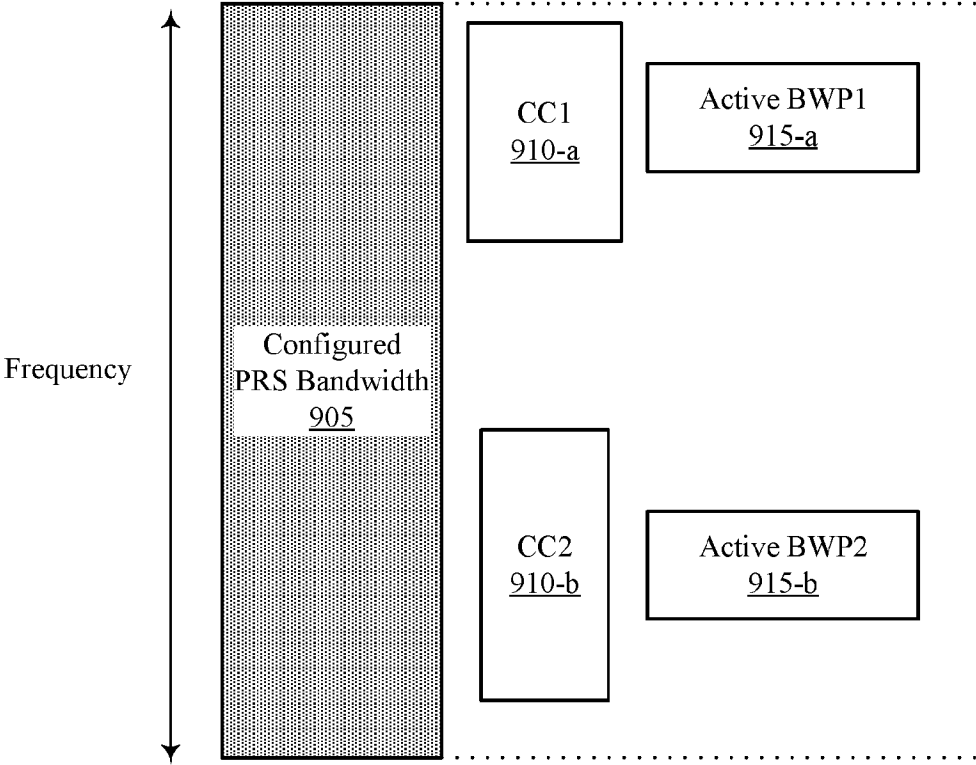 Frequency
Configured
PRS Bandwidth
905
CC1
910-a
Active BWP1
915-a
CC2
910-b
Active BWP2
915-b